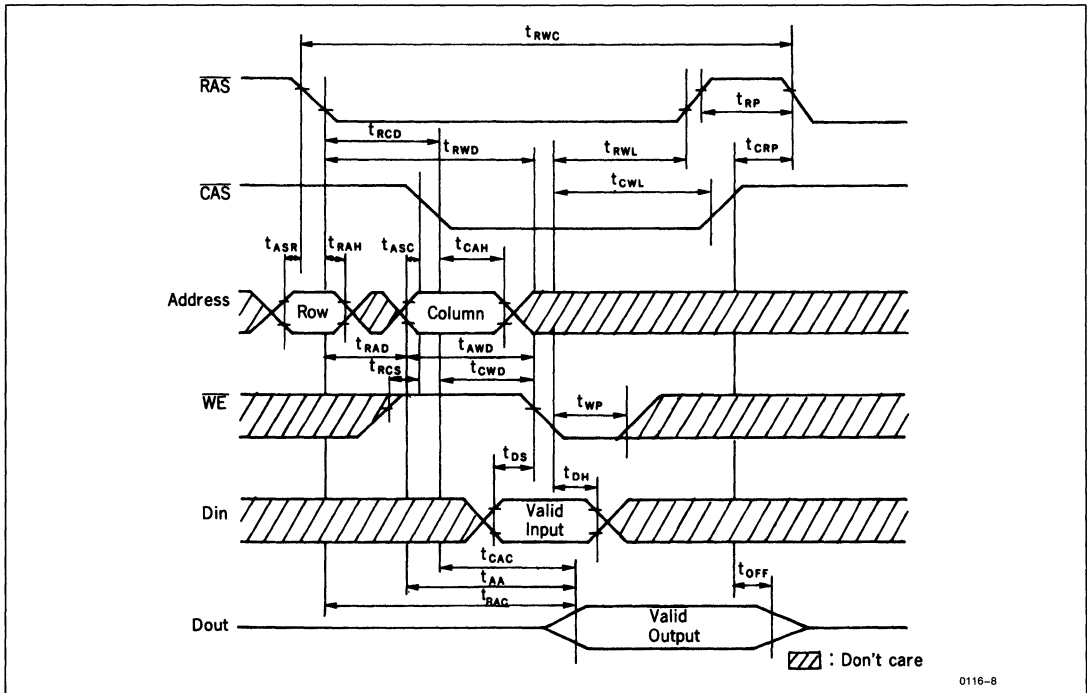 tRWC
RAS
tRP
tRCD
tRWD
tRWL
tCRP
CAS
tCWL
tASR
tRAH
tASC
tCAH
Address
Row
Column
tRAD
tAWD
tRCS
tCWD
WE
tWP
tDS
tDH
Din
Valid
Input
tCAC
tAA
tRAC
tOFF
Dout
Valid
Output
: Don't care
0116–8